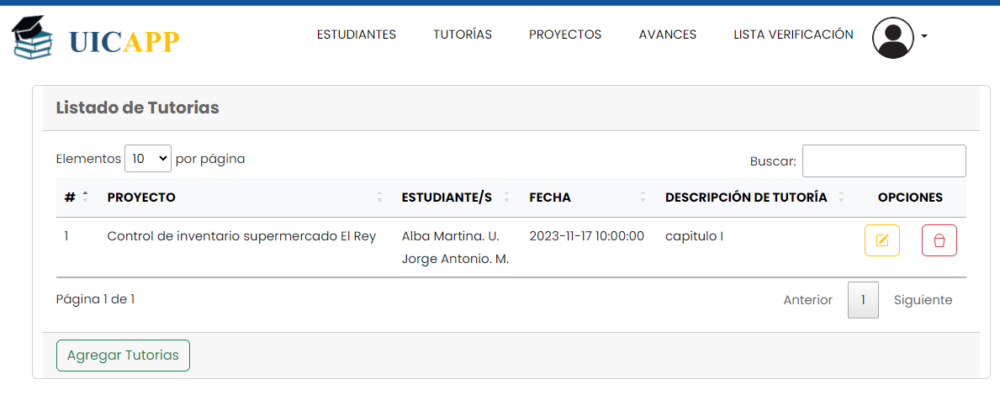 UICAPP
ESTUDIANTES TUTORÍAS PROYECTOS AVANCES LISTA VERIFICACIÓN
Listado de Tutorias
Elementos 10 por página Buscar:
# PROYECTO ESTUDIANTE/S FECHA DESCRIPCIÓN DE TUTORÍA OPCIONES
1 Control de inventario supermercado El Rey Alba Martina. U. 2023-11-17 10:00:00 capitulo I
Jorge Antonio. M.
Página 1 de 1 Anterior 1 Siguiente
Agregar Tutorias